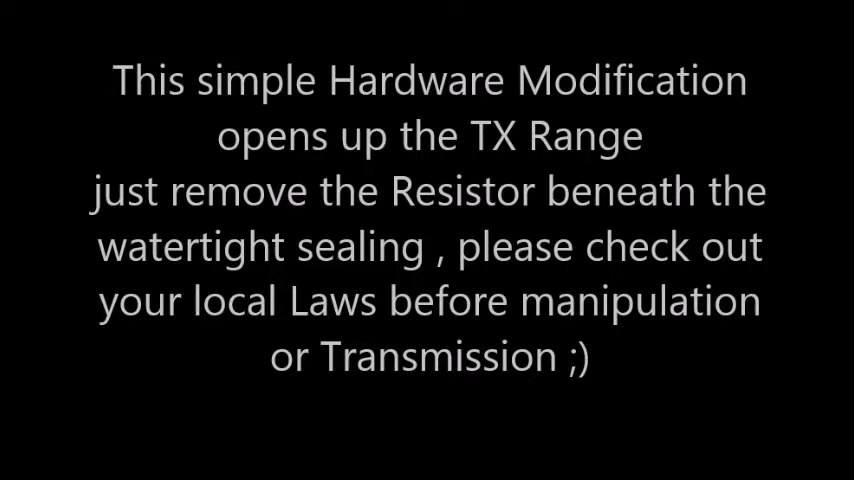 This simple Hardware Modification
opens up the TX Range
just remove the Resistor beneath the
watertight sealing , please check out
your local Laws before manipulation
or Transmission ;)